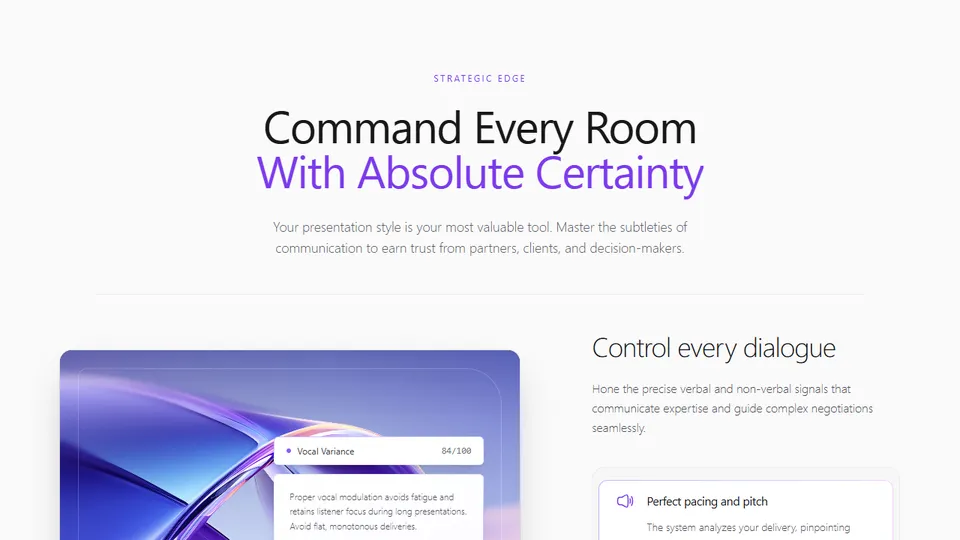 STRATEGIC EDGE
Command Every Room
With Absolute Certainty
Your presentation style is your most valuable tool. Master the subtleties of
communication to earn trust from partners, clients, and decision-makers.
Control every dialogue
Hone the precise verbal and non-verbal signals that
communicate expertise and guide complex negotiations
seamlessly.
Vocal Variance 84/100
Proper vocal modulation avoids fatigue and
retains listener focus during long presentations.
Avoid flat, monotonous deliveries.
Perfect pacing and pitch
The system analyzes your delivery, pinpointing